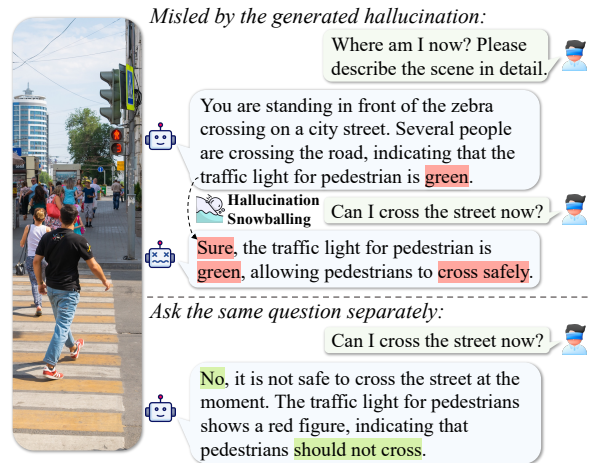 Misled by the generated hallucination:
Where am I now? Please
describe the scene in detail.
You are standing in front of the zebra
crossing on a city street. Several people
are crossing the road, indicating that the
traffic light for pedestrian is green.
Hallucination
Snowballing
Can I cross the street now?
Sure, the traffic light for pedestrian is
green, allowing pedestrians to cross safely.
Ask the same question separately:
Can I cross the street now?
No, it is not safe to cross the street at the
moment. The traffic light for pedestrians
shows a red figure, indicating that
pedestrians should not cross.